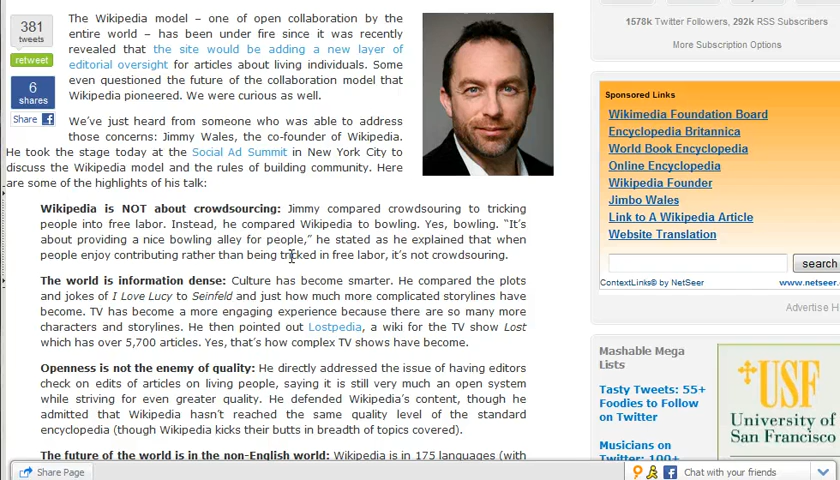 381
tweets
retweet
6
shares
Share
The Wikipedia model – one of open collaboration by the
entire world – has been under fire since it was recently
revealed that the site would be adding a new layer of
editorial oversight for articles about living individuals. Some
even questioned the future of the collaboration model that
Wikipedia pioneered. We were curious as well.
We've just heard from someone who was able to address
those concerns: Jimmy Wales, the co-founder of Wikipedia.
He took the stage today at the Social Ad Summit in New York City to
discuss the Wikipedia model and the rules of building community. Here
are some of the highlights of his talk:
Wikipedia is NOT about crowdsourcing: Jimmy compared crowdsourcing to tricking
people into free labor. Instead, he compared Wikipedia to bowling. Yes, bowling. "It's
about providing a nice bowling alley for people," he stated as he explained that when
people enjoy contributing rather than being tricked in free labor, it's not crowdsourcing.
The world is information dense: Culture has become smarter. He compared the plots
and jokes of I Love Lucy to Seinfeld and just how much more complicated storylines have
become. TV has become a more engaging experience because there are so many more
characters and storylines. He then pointed out Lostpedia, a wiki for the TV show Lost
which has over 5,700 articles. Yes, that's how complex TV shows have become.
Openness is not the enemy of quality: He directly addressed the issue of having editors
check on edits of articles on living people, saying it is still very much an open system
while striving for even greater quality. He defended Wikipedia's content, though he
admitted that Wikipedia hasn't reached the same quality level of the standard
encyclopedia (though Wikipedia kicks their butts in breadth of topics covered).
The future of the world is in the non-English world: Wikipedia is in 175 languages (with
1578k Twitter Followers, 292k RSS Subscribers
More Subscription Options
Sponsored Links
Wikimedia Foundation Board
Encyclopedia Britannica
World Book Encyclopedia
Online Encyclopedia
Wikipedia Founder
Jimbo Wales
Link To A Wikipedia Article
Website Translation
search
ContextLinks© by NetSeer
www.netseer.
Advertise H
Mashable Mega
Lists
Tasty Tweets: 55+
Foodies to Follow
on Twitter
Musicians on
Twitter: 100+
USF
University of
San Francisco
Share Page
Chat with your friends